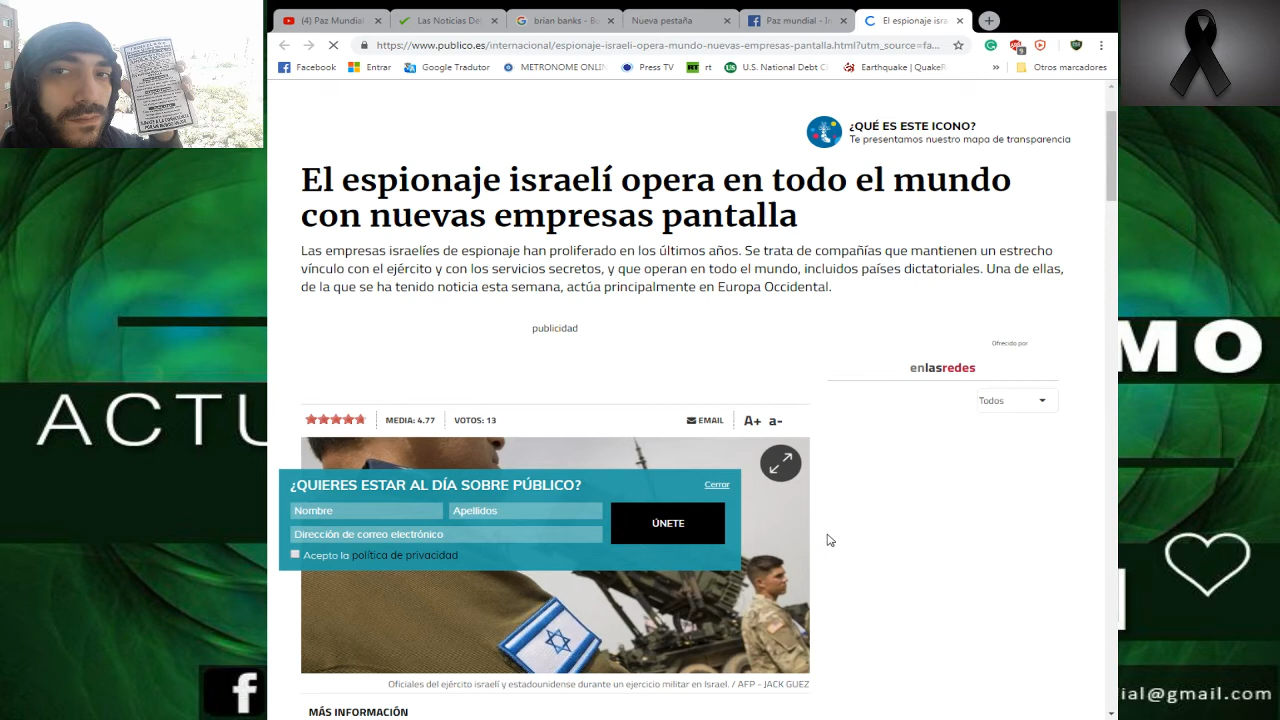 (4) Paz Mundial
Las Noticias De
brian banks - Bu
Nueva pestaña
Paz mundial - In
El espionaje isra
https://www.publico.es/internacional/espionaje-israeli-opera-mundo-nuevas-empresas-pantalla.html?utm_source=fa...
Facebook
Entrar
Google Tradutor
METRONOME ONLIN
Press TV
rt
U.S. National Debt C
Earthquake | QuakeR
»
Otros marcadores
¿QUÉ ES ESTE ICONO?
Te presentamos nuestro mapa de transparencia
El espionaje israelí opera en todo el mundo
con nuevas empresas pantalla
Las empresas israelíes de espionaje han proliferado en los últimos años. Se trata de compañías que mantienen un estrecho
vínculo con el ejército y con los servicios secretos, y que operan en todo el mundo, incluidos países dictatoriales. Una de ellas,
de la que se ha tenido noticia esta semana, actúa principalmente en Europa Occidental.
publicidad
Ofrecido por
enlasredes
Todos
MEDIA: 4.77
VOTOS: 13
EMAIL
A+ a-
¿QUIERES ESTAR AL DÍA SOBRE PÚBLICO?
Cerrar
Nombre
Apellidos
ÚNETE
Dirección de correo electrónico
Acepto la política de privacidad
Oficiales del ejército israelí y estadounidense durante un ejercicio militar en Israel. / AFP - JACK GUEZ
MÁS INFORMACIÓN
ACTU
MO
f
ial@gmail.com